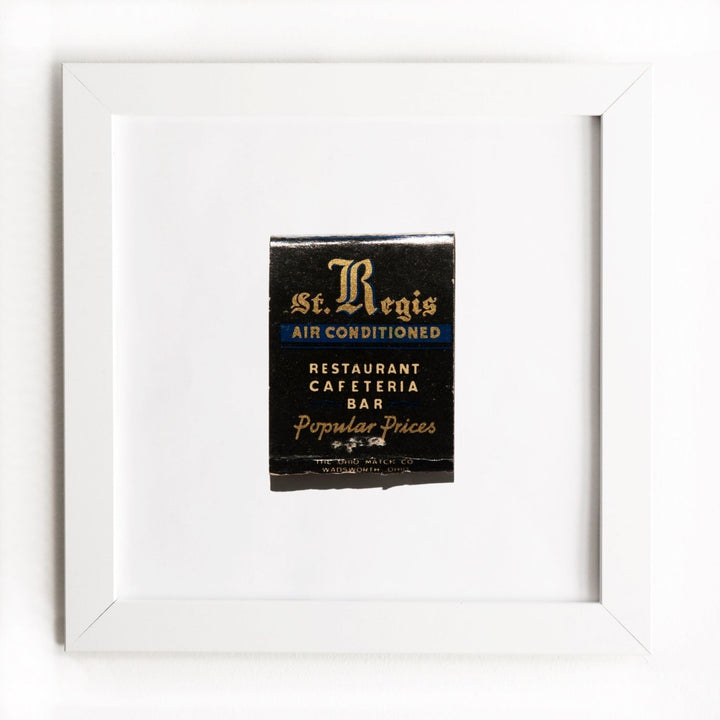 St. Regis
AIR CONDITIONED
RESTAURANT
CAFETERIA
BAR
Popular Prices
THE OHIO MATCH CO
WADSWORTH, OHIO